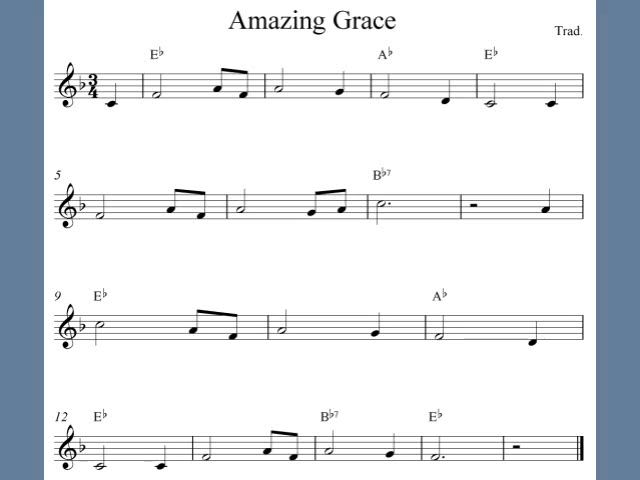 Amazing Grace
Trad.
E♭ A♭ E♭
3
4
5
B♭7
9
E♭ A♭
12
E♭ B♭7 E♭